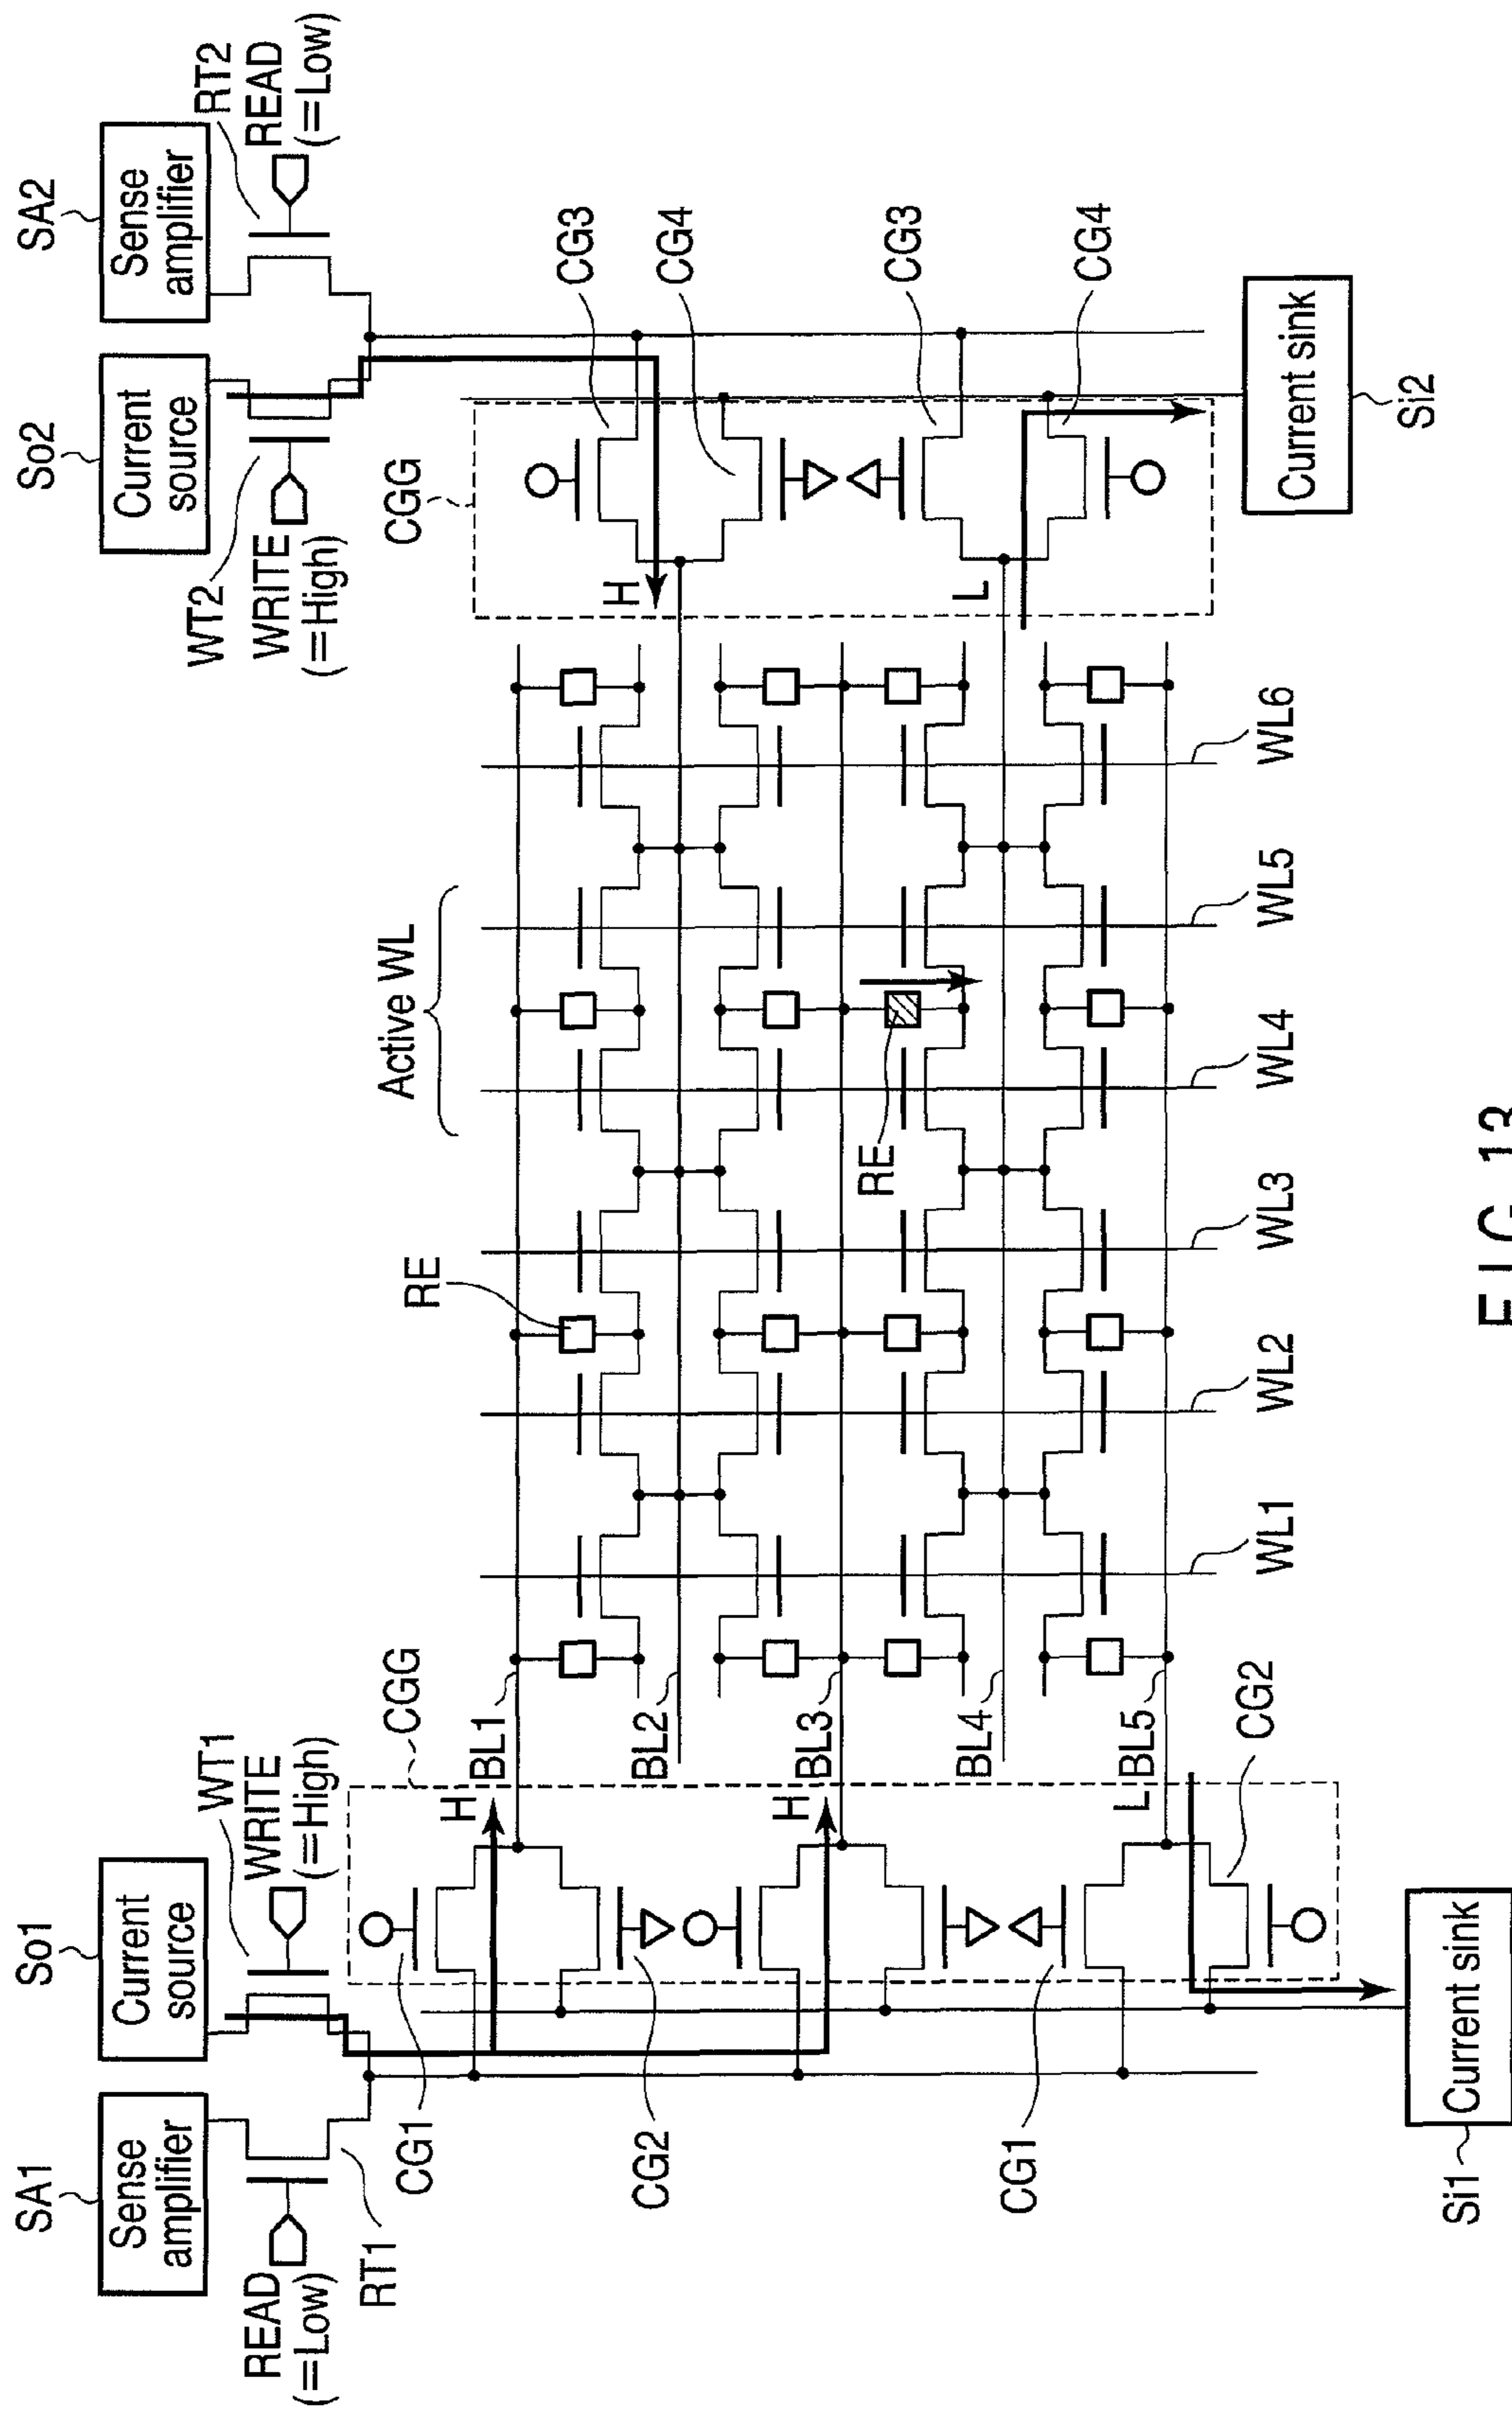 SA1
Sense
amplifier
READ
(=Low)
RT1
So1
Current
source
WT1
WRITE
(=High)
So2
Current
source
WT2
WRITE
(=High)
SA2
Sense
amplifier
RT2
READ
(=Low)
CGG
CGG
Active WL
CG1
CG2
CG1
CG2
CG3
CG4
CG3
CG4
H
BL1
BL2
H
BL3
BL4
L
BL5
RE
RE
H
L
WL1
WL2
WL3
WL4
WL5
WL6
Si1
Current sink
Si2
Current sink
FIG. 13